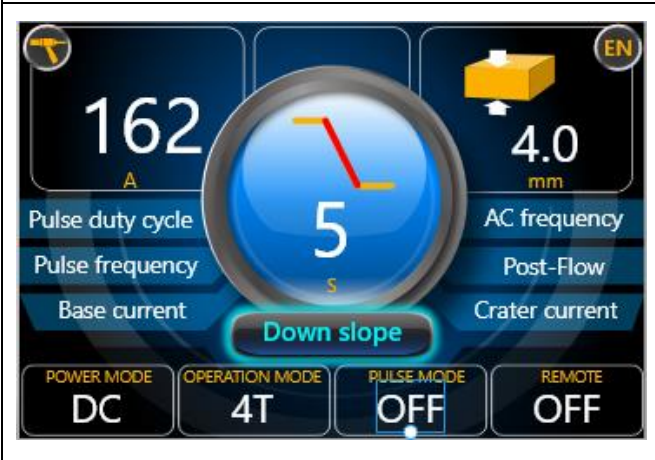 EN
162
A
4.0
mm
5
s
Pulse duty cycle
Pulse frequency
Base current
AC frequency
Post-Flow
Crater current
Down slope
POWER MODE
DC
OPERATION MODE
4T
PULSE MODE
OFF
REMOTE
OFF